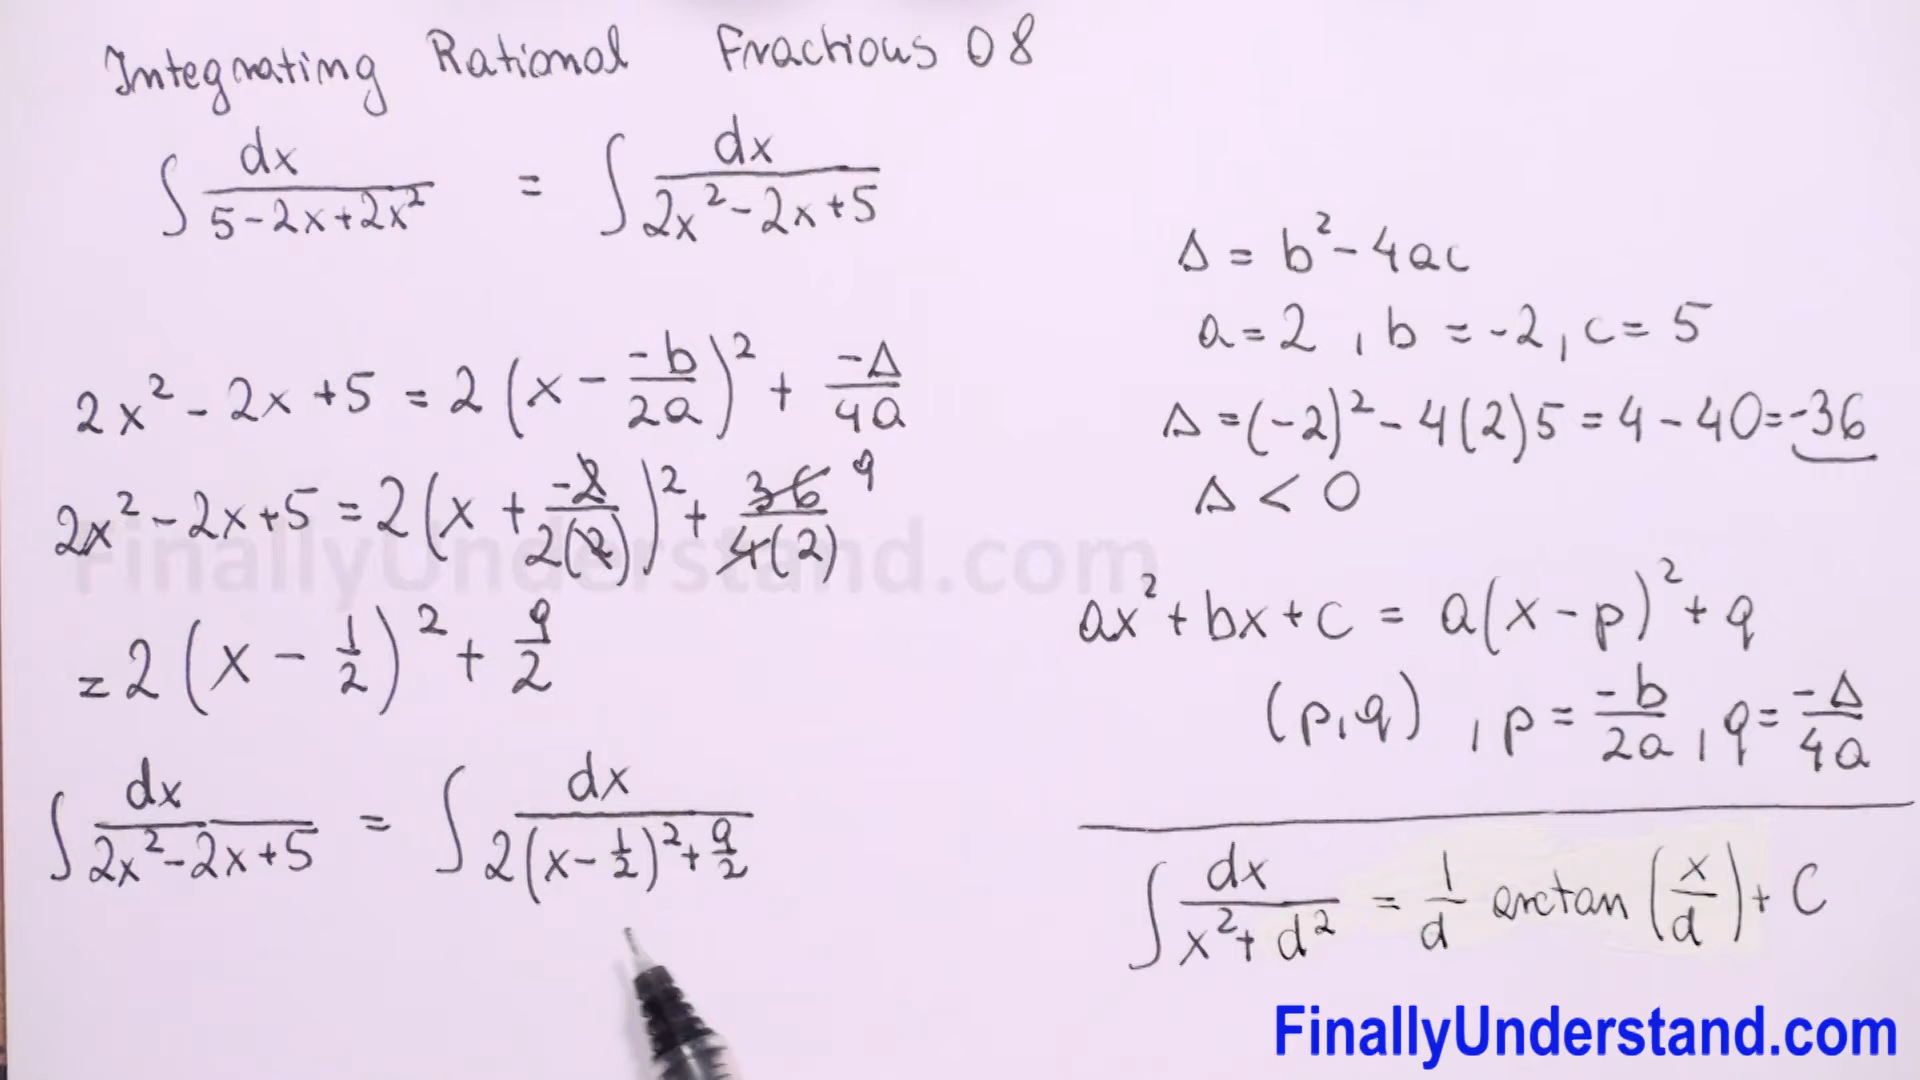 Integrating Rational Fractions 08
∫ dx/(5-2x+2x²) = ∫ dx/(2x²-2x+5)
2x²-2x+5 = 2(x - (-b)/(2a))² + (-Δ)/(4a)
2x²-2x+5 = 2(x + (-2)/(2(2)))² + 36/(4(2)) 9
= 2(x - 1/2)² + 9/2
∫ dx/(2x²-2x+5) = ∫ dx/(2(x-1/2)²+9/2)
Δ = b²-4ac
a=2, b=-2, c=5
Δ=(-2)²-4(2)5=4-40=-36
Δ<0
ax²+bx+c = a(x-p)²+q
(p,q), p=(-b)/(2a), q=(-Δ)/(4a)
∫ dx/(x²+d²) = 1/d arctan(x/d)+C
FinallyUnderstand.com
FinallyUnderstand.com